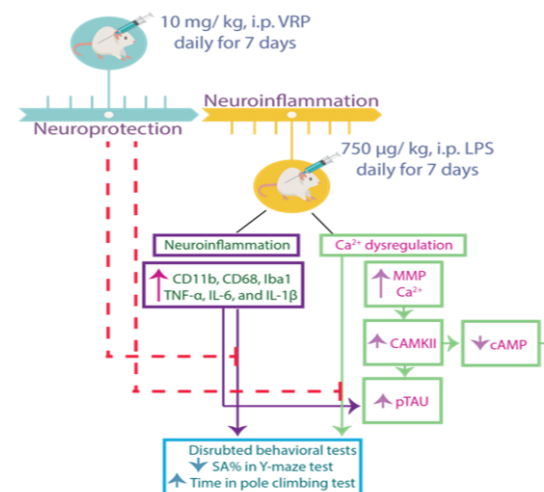 10 mg/ kg, i.p. VRP
daily for 7 days
Neuroinflammation
Neuroprotection
750 µg/ kg, i.p. LPS
daily for 7 days
Neuroinflammation
Ca²⁺ dysregulation
CD11b, CD68, Iba1
TNF-α, IL-6, and IL-1β
MMP
Ca²⁺
CAMKII
cAMP
pTAU
Disrubted behavioral tests
SA% in Y-maze test
Time in pole climbing test